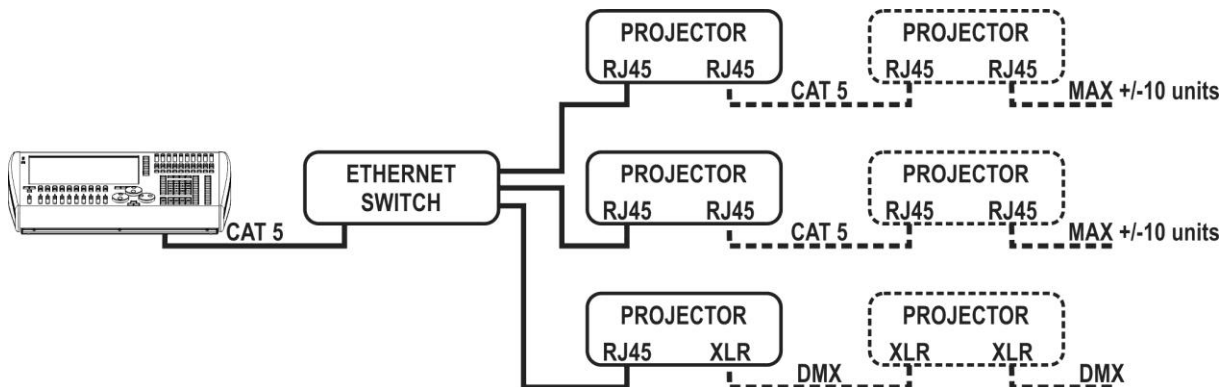 PROJECTOR
RJ45 RJ45
CAT 5
PROJECTOR
RJ45 RJ45
MAX +/-10 units
ETHERNET
SWITCH
CAT 5
PROJECTOR
RJ45 RJ45
CAT 5
PROJECTOR
RJ45 RJ45
MAX +/-10 units
PROJECTOR
RJ45 XLR
DMX
PROJECTOR
XLR XLR
DMX